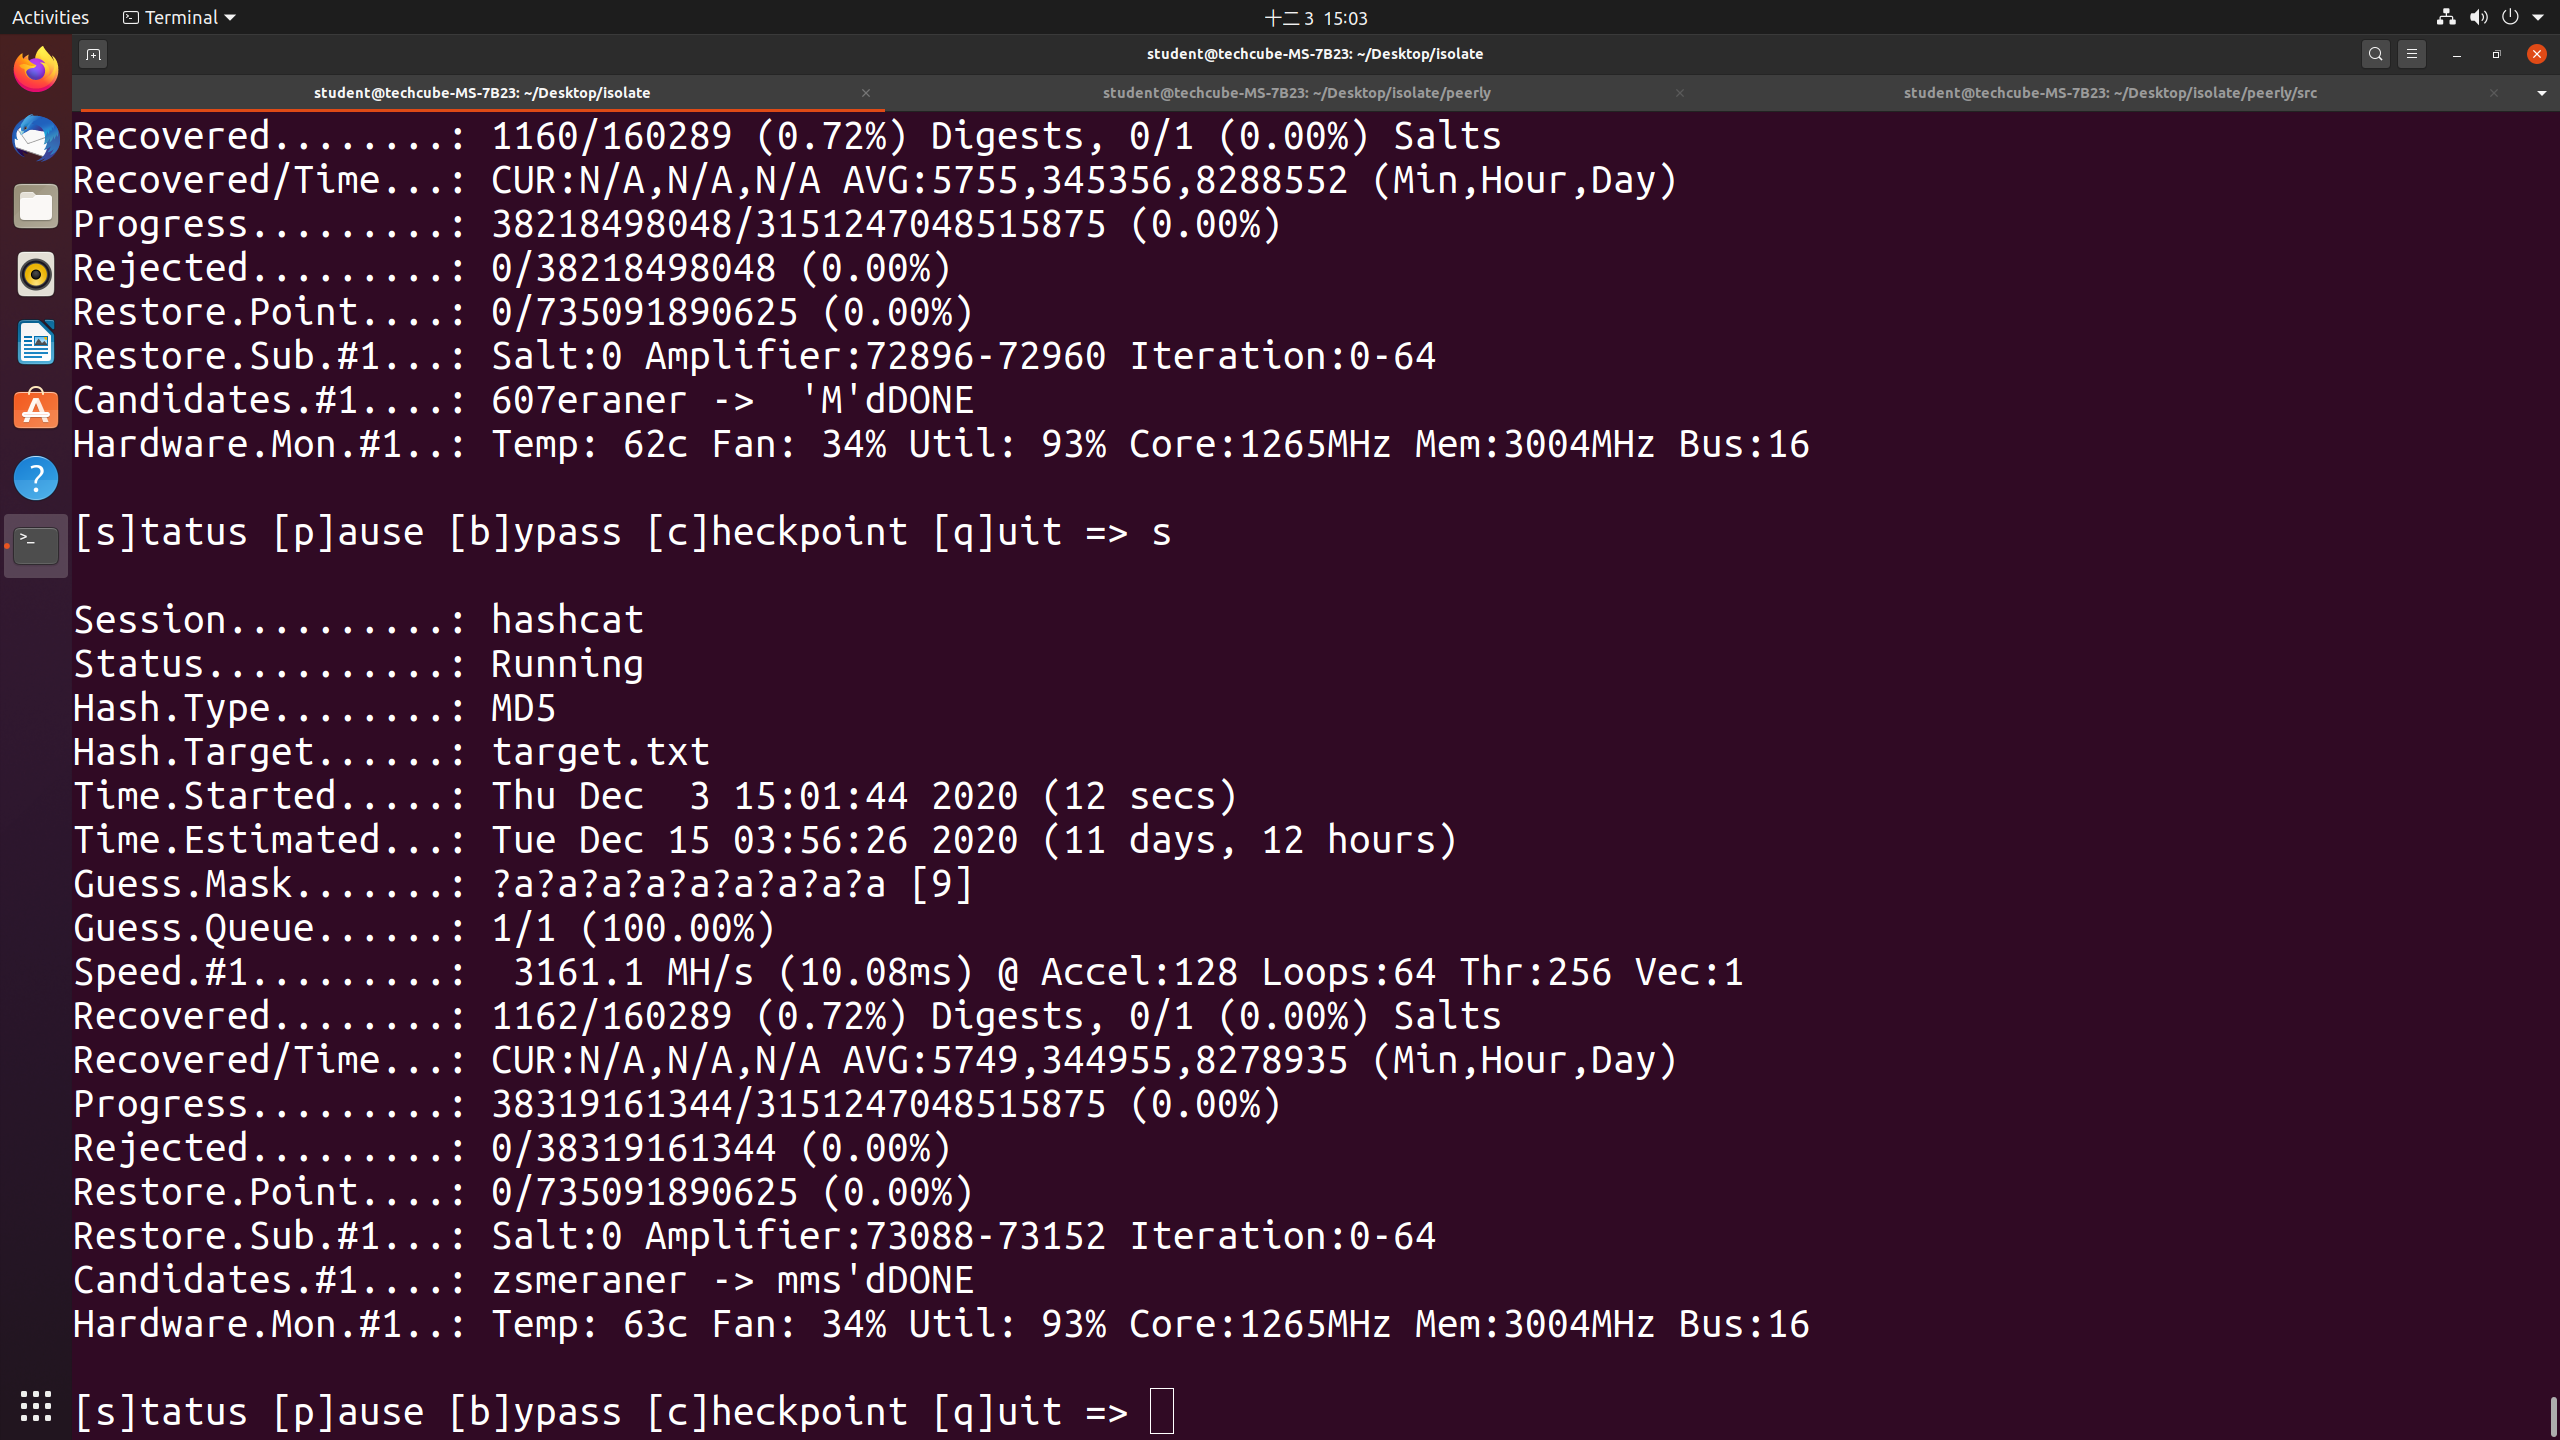 Activities
Terminal
十二 3 15:03
student@techcube-MS-7B23: ~/Desktop/isolate
student@techcube-MS-7B23: ~/Desktop/isolate
student@techcube-MS-7B23: ~/Desktop/isolate/peerly
student@techcube-MS-7B23: ~/Desktop/isolate/peerly/src
Recovered........: 1160/160289 (0.72%) Digests, 0/1 (0.00%) Salts
Recovered/Time...: CUR:N/A,N/A,N/A AVG:5755,345356,8288552 (Min,Hour,Day)
Progress.........: 38218498048/3151247048515875 (0.00%)
Rejected.........: 0/38218498048 (0.00%)
Restore.Point....: 0/735091890625 (0.00%)
Restore.Sub.#1...: Salt:0 Amplifier:72896-72960 Iteration:0-64
Candidates.#1....: 607eraner ->  'M'dDONE
Hardware.Mon.#1..: Temp: 62c Fan: 34% Util: 93% Core:1265MHz Mem:3004MHz Bus:16
[s]tatus [p]ause [b]ypass [c]heckpoint [q]uit => s
Session..........: hashcat
Status...........: Running
Hash.Type........: MD5
Hash.Target......: target.txt
Time.Started.....: Thu Dec  3 15:01:44 2020 (12 secs)
Time.Estimated...: Tue Dec 15 03:56:26 2020 (11 days, 12 hours)
Guess.Mask.......: ?a?a?a?a?a?a?a?a?a [9]
Guess.Queue......: 1/1 (100.00%)
Speed.#1.........:  3161.1 MH/s (10.08ms) @ Accel:128 Loops:64 Thr:256 Vec:1
Recovered........: 1162/160289 (0.72%) Digests, 0/1 (0.00%) Salts
Recovered/Time...: CUR:N/A,N/A,N/A AVG:5749,344955,8278935 (Min,Hour,Day)
Progress.........: 38319161344/3151247048515875 (0.00%)
Rejected.........: 0/38319161344 (0.00%)
Restore.Point....: 0/735091890625 (0.00%)
Restore.Sub.#1...: Salt:0 Amplifier:73088-73152 Iteration:0-64
Candidates.#1....: zsmeraner -> mms'dDONE
Hardware.Mon.#1..: Temp: 63c Fan: 34% Util: 93% Core:1265MHz Mem:3004MHz Bus:16
[s]tatus [p]ause [b]ypass [c]heckpoint [q]uit =>